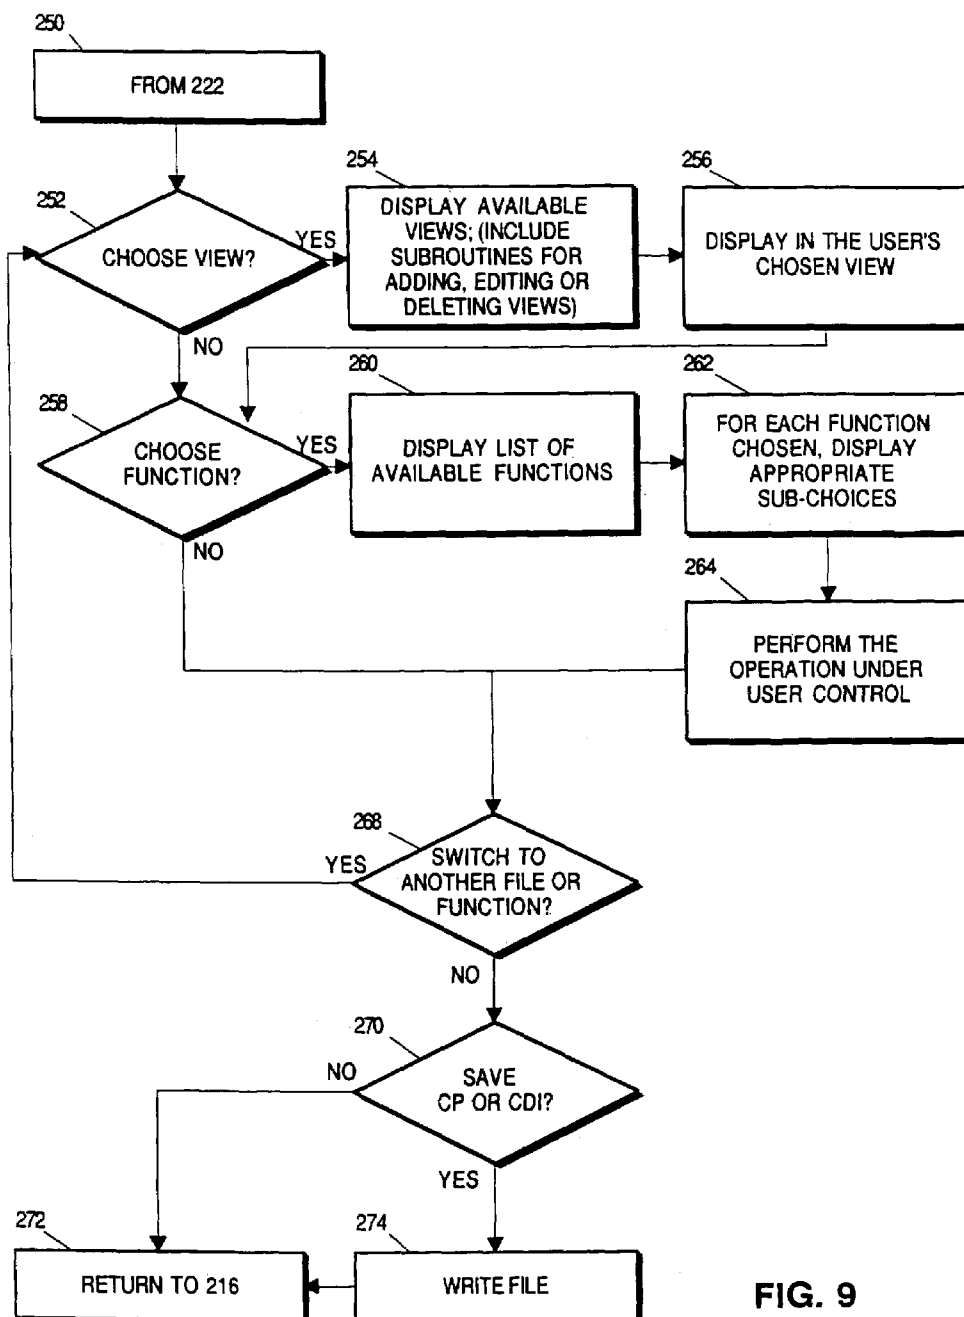 250
FROM 222
252
CHOOSE VIEW?
YES
NO
254
DISPLAY AVAILABLE
VIEWS; (INCLUDE
SUBROUTINES FOR
ADDING, EDITING OR
DELETING VIEWS)
256
DISPLAY IN THE USER'S
CHOSEN VIEW
258
CHOOSE
FUNCTION?
YES
NO
260
DISPLAY LIST OF
AVAILABLE FUNCTIONS
262
FOR EACH FUNCTION
CHOSEN, DISPLAY
APPROPRIATE
SUB-CHOICES
264
PERFORM THE
OPERATION UNDER
USER CONTROL
268
YES
SWITCH TO
ANOTHER FILE OR
FUNCTION?
NO
270
NO
SAVE
CP OR CDI?
YES
272
RETURN TO 216
274
WRITE FILE
FIG. 9